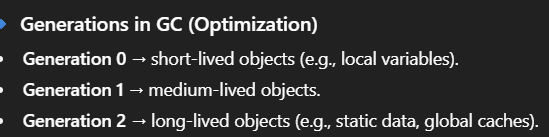 Generations in GC (Optimization)
• Generation 0 → short-lived objects (e.g., local variables).
• Generation 1 → medium-lived objects.
• Generation 2 → long-lived objects (e.g., static data, global caches).